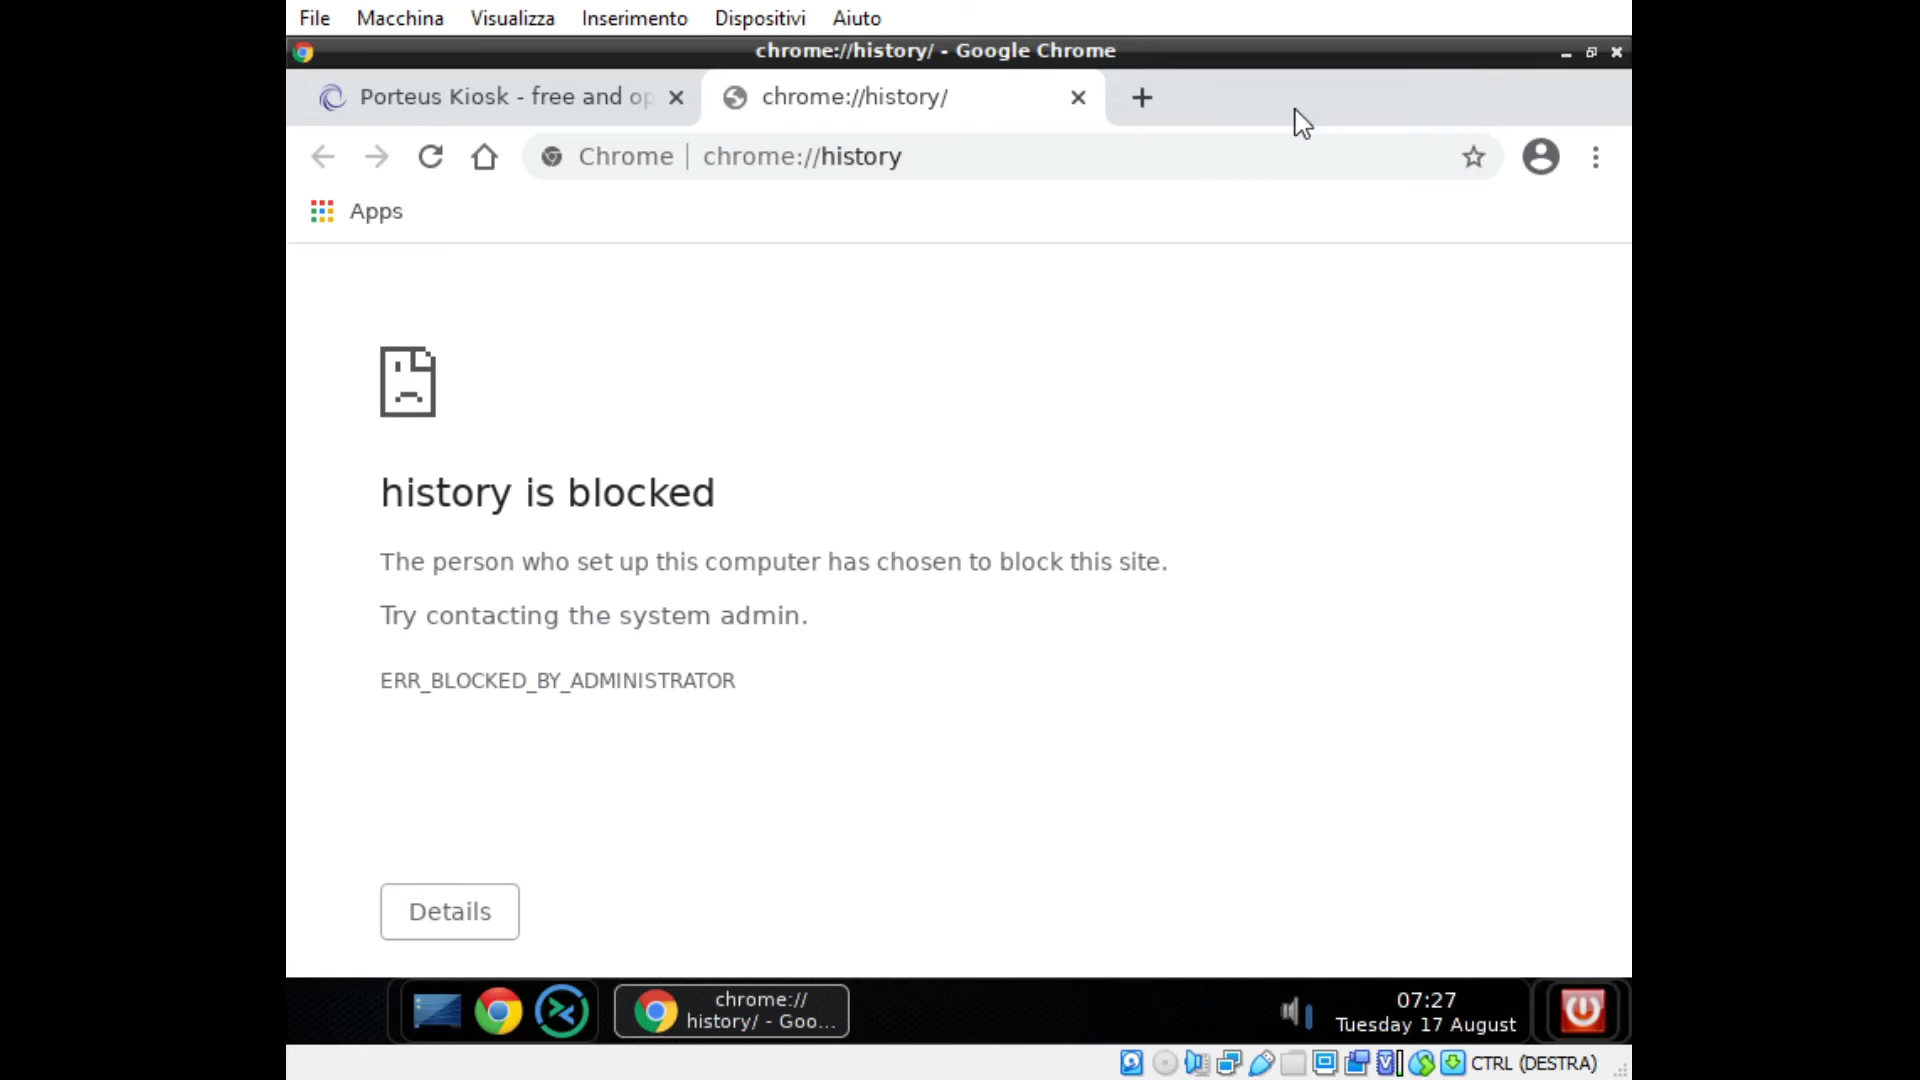 File Macchina Visualizza Inserimento Dispositivi Aiuto
chrome://history/ - Google Chrome
Porteus Kiosk - free and op
chrome://history/
Chrome | chrome://history
Apps
history is blocked
The person who set up this computer has chosen to block this site.
Try contacting the system admin.
ERR_BLOCKED_BY_ADMINISTRATOR
Details
chrome://
history/ - Goo...
07:27
Tuesday 17 August
CTRL (DESTRA)